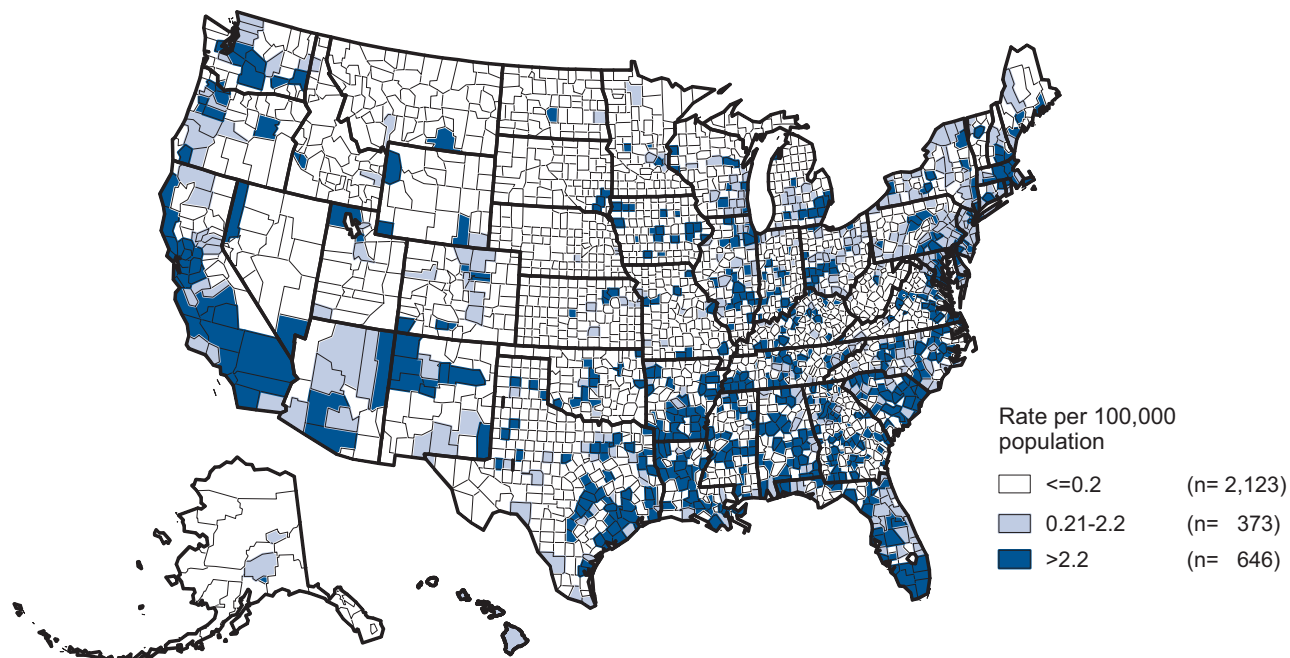 Rate per 100,000
population
<=0.2 (n= 2,123)
0.21-2.2 (n= 373)
>2.2 (n= 646)